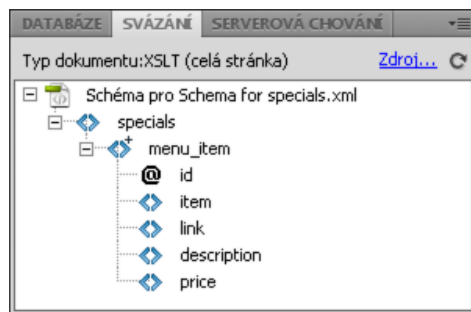 DATABÁZE SVÁZÁNÍ SERVEROVÁ CHOVÁNÍ
Typ dokumentu:XSLT (celá stránka) Zdroj...
Schéma pro Schema for specials.xml
specials
menu_item
@ id
item
link
description
price